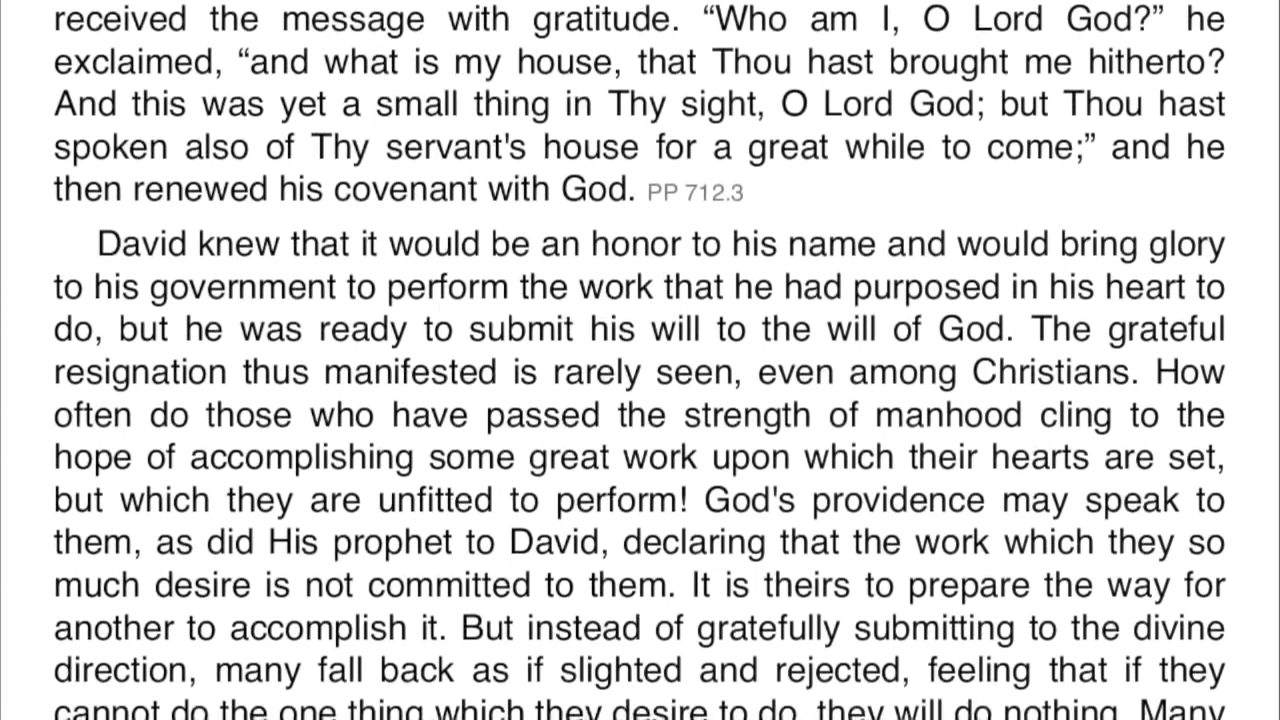 received the message with gratitude. “Who am I, O Lord God?” he
exclaimed, “and what is my house, that Thou hast brought me hitherto?
And this was yet a small thing in Thy sight, O Lord God; but Thou hast
spoken also of Thy servant's house for a great while to come;” and he
then renewed his covenant with God. PP 712.3
David knew that it would be an honor to his name and would bring glory
to his government to perform the work that he had purposed in his heart to
do, but he was ready to submit his will to the will of God. The grateful
resignation thus manifested is rarely seen, even among Christians. How
often do those who have passed the strength of manhood cling to the
hope of accomplishing some great work upon which their hearts are set,
but which they are unfitted to perform! God's providence may speak to
them, as did His prophet to David, declaring that the work which they so
much desire is not committed to them. It is theirs to prepare the way for
another to accomplish it. But instead of gratefully submitting to the divine
direction, many fall back as if slighted and rejected, feeling that if they
cannot do the one thing which they desire to do, they will do nothing. Many